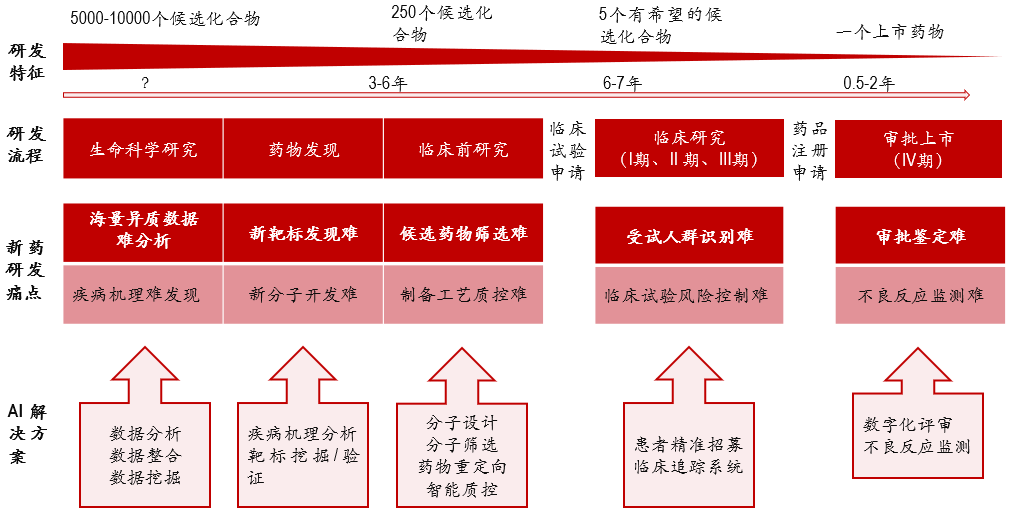 5000-10000个候选化合物
250个候选化
合物
5个有希望的候
选化合物
一个上市药物
研发
特征
?
3-6年
6-7年
0.5-2年
研发
流程
生命科学研究
药物发现
临床前研究
临床
试验
申请
临床研究
（I期、II 期、III期）
药品
注册
申请
审批上市
（IV期）
新药
研发
痛点
海量异质数据
难分析
新靶标发现难
候选药物筛选难
受试人群识别难
审批鉴定难
疾病机理难发现
新分子开发难
制备工艺质控难
临床试验风险控制难
不良反应监测难
AI 解
决方
案
数据分析
数据整合
数据挖掘
疾病机理分析
靶标挖掘/验
证
分子设计
分子筛选
药物重定向
智能质控
患者精准招募
临床追踪系统
数字化评审
不良反应监测